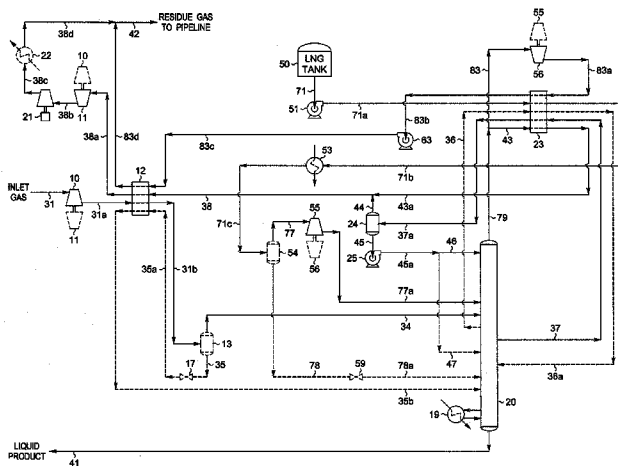 RESIDUE GAS
TO PIPELINE
38d
42
22
10
38c
21
38b
11
38a
83d
50
LNG
TANK
71
51
71a
83c
83b
63
36
83
55
56
83a
43
23
INLET
GAS
31
10
31a
11
12
53
71b
38
44
43a
79
71c
77
55
24
37a
45
54
56
25
45a
46
35a
31b
77a
13
34
35
17
37
47
36a
78
59
78a
35b
19
20
LIQUID
PRODUCT
41